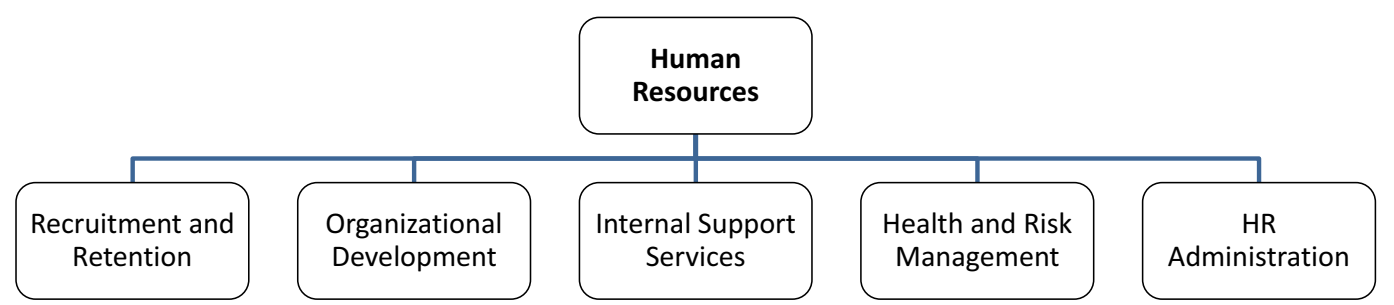 Human
Resources
Recruitment and
Retention
Organizational
Development
Internal Support
Services
Health and Risk
Management
HR
Administration